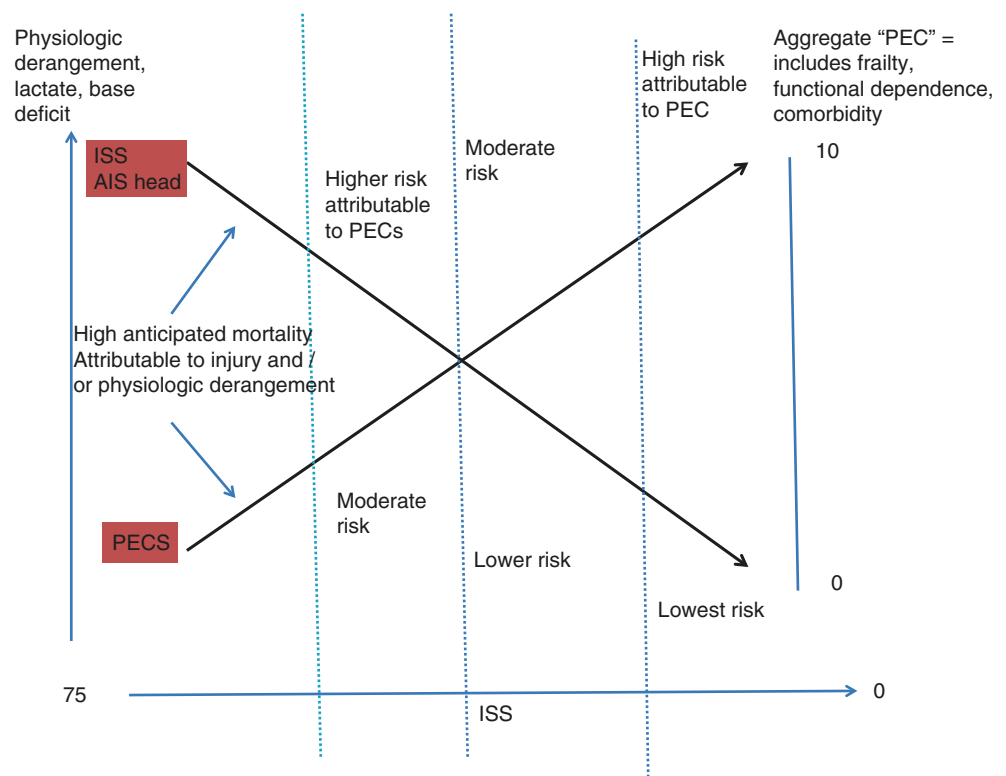 Physiologic
derangement,
lactate, base
deficit
ISS
AIS head
Higher risk
attributable
to PECs
Moderate
risk
High risk
attributable
to PEC
Aggregate “PEC” =
includes frailty,
functional dependence,
comorbidity
10
High anticipated mortality
Attributable to injury and /
or physiologic derangement
PECS
Moderate
risk
Lower risk
Lowest risk
0
75
ISS
0